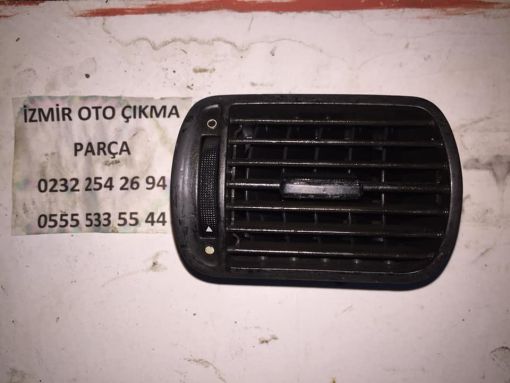 İZMİR OTO ÇIKMA
PARÇA
0232 254 26 94
0555 533 55 44